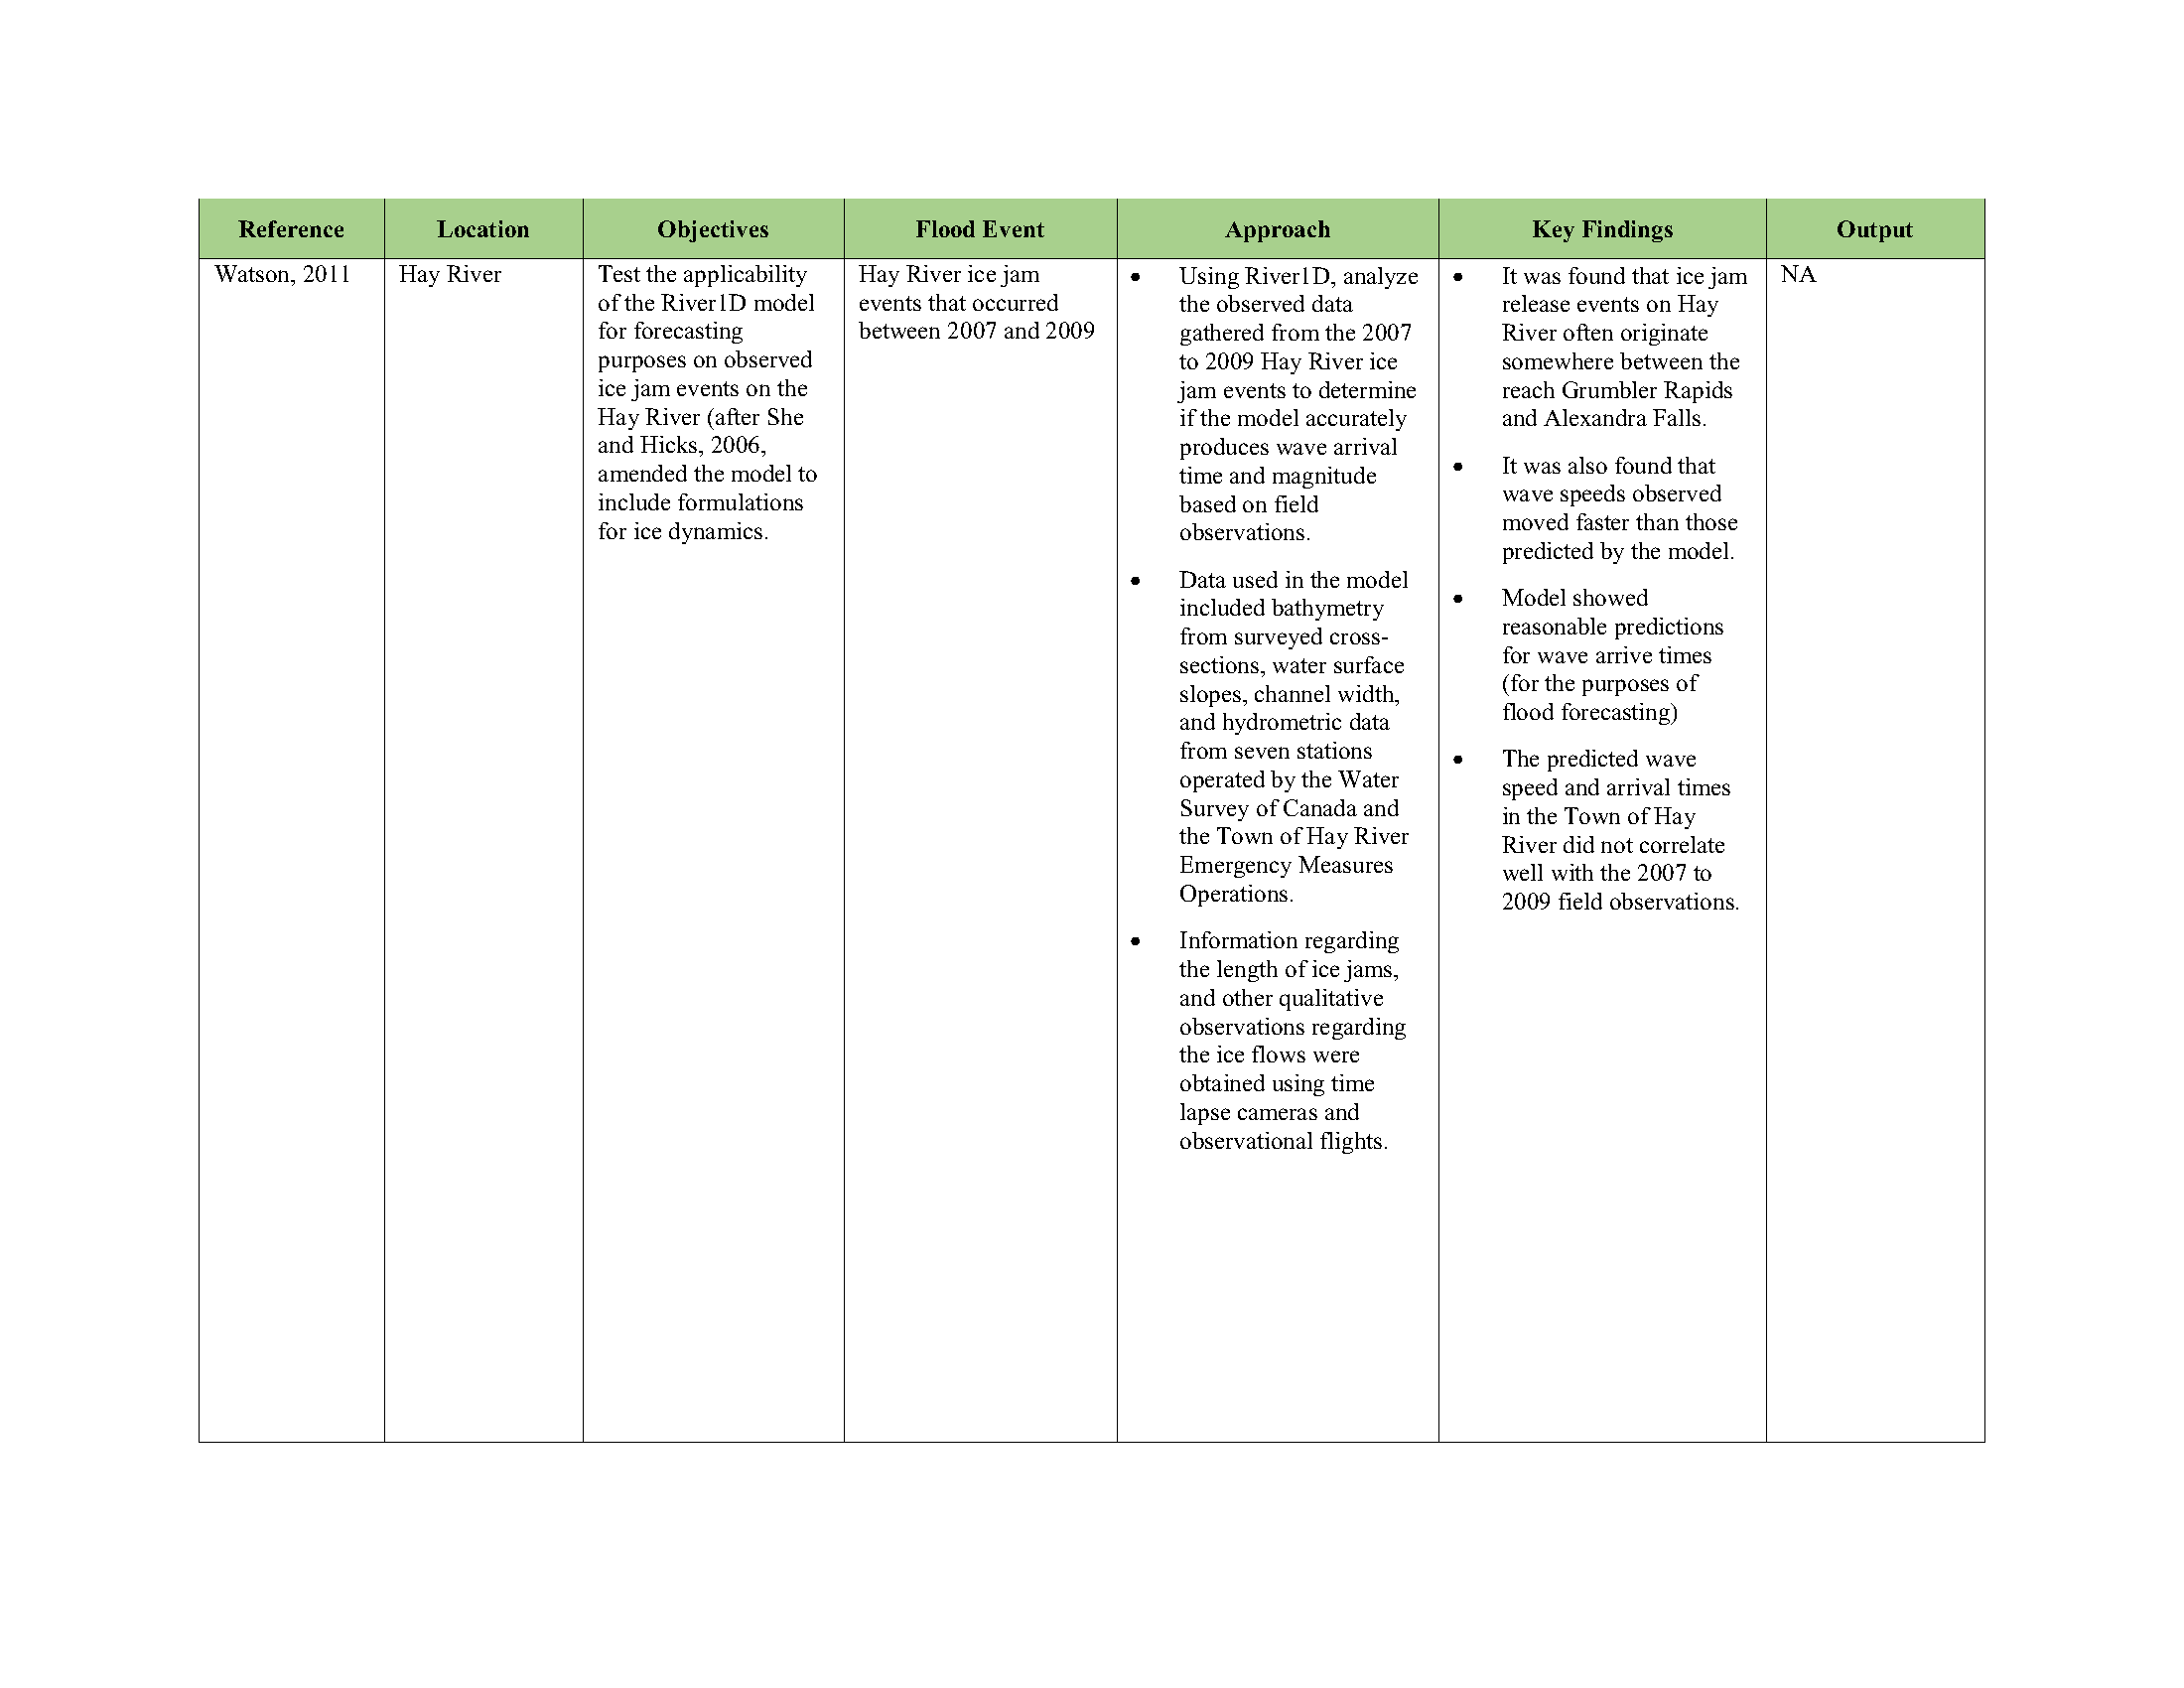 Reference Location Objectives Flood Event Approach Key Findings Output
Watson, 2011
Hay River
Test the applicability
of the River1D model
for forecasting
purposes on observed
ice jam events on the
Hay River (after She
and Hicks, 2006,
amended the model to
include formulations
for ice dynamics.
Hay River ice jam
events that occurred
between 2007 and 2009
• Using River1D, analyze
the observed data
gathered from the 2007
to 2009 Hay River ice
jam events to determine
if the model accurately
produces wave arrival
time and magnitude
based on field
observations.
• Data used in the model
included bathymetry
from surveyed cross-
sections, water surface
slopes, channel width,
and hydrometric data
from seven stations
operated by the Water
Survey of Canada and
the Town of Hay River
Emergency Measures
Operations.
• Information regarding
the length of ice jams,
and other qualitative
observations regarding
the ice flows were
obtained using time
lapse cameras and
observational flights.
• It was found that ice jam
release events on Hay
River often originate
somewhere between the
reach Grumbler Rapids
and Alexandra Falls.
• It was also found that
wave speeds observed
moved faster than those
predicted by the model.
• Model showed
reasonable predictions
for wave arrive times
(for the purposes of
flood forecasting)
• The predicted wave
speed and arrival times
in the Town of Hay
River did not correlate
well with the 2007 to
2009 field observations.
NA